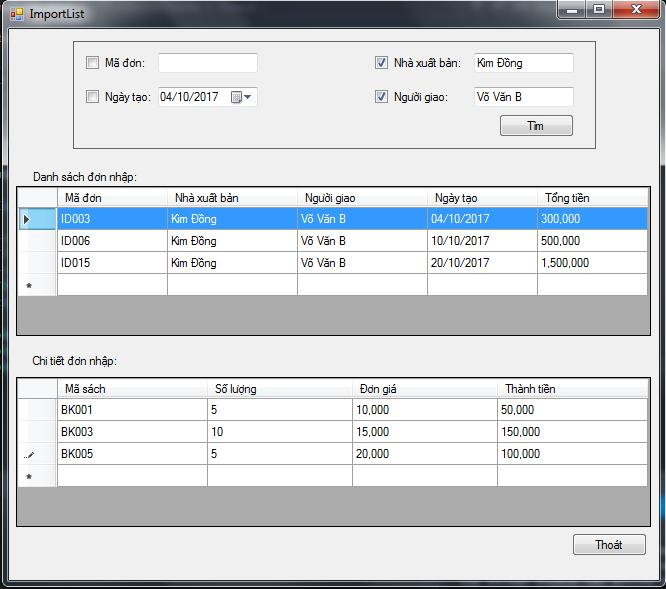 ImportList
Mã đơn: Nhà xuất bản: Kim Đồng
Ngày tạo: 04/10/2017 Người giao: Võ Văn B
Tìm
Danh sách đơn nhập:
Mã đơn Nhà xuất bản Người giao Ngày tạo Tổng tiền
ID003 Kim Đồng Võ Văn B 04/10/2017 300,000
ID006 Kim Đồng Võ Văn B 10/10/2017 500,000
ID015 Kim Đồng Võ Văn B 20/10/2017 1,500,000
Chi tiết đơn nhập:
Mã sách Số lượng Đơn giá Thành tiền
BK001 5 10,000 50,000
BK003 10 15,000 150,000
BK005 5 20,000 100,000
Thoát